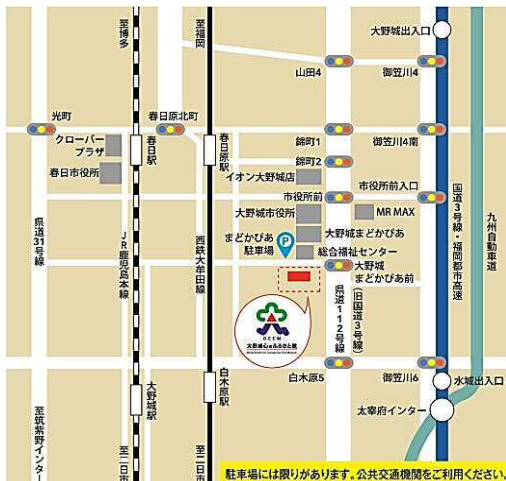 至博多
至福岡
大野城出入口
山田4
御笠川4
光町
春日原北町
クローバー
プラザ
春日市役所
春日駅
春日原駅
錦町1
御笠川4南
錦町2
イオン大野城店
市役所前
市役所前入口
大野城市役所
MR MAX
大野城まどかぴあ
まどかぴあ
駐車場
P
総合福祉センター
大野城
まどかぴあ前
県道31号線
JR鹿児島本線
西鉄大牟田線
県道112号線
(旧国道3号線)
国道3号線・福岡都市高速
九州自動車道
OCCM
大野城心のふるさと館
白木原5
御笠川6
大野城駅
白木原駅
水城出入口
太宰府インター
至筑紫野インター
至二日市
至二日市
駐車場には限りがあります。公共交通機関をご利用ください。